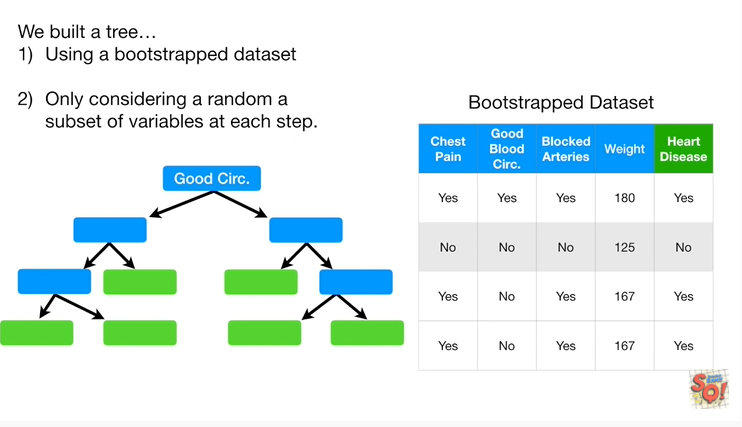 We built a tree…
1) Using a bootstrapped dataset
2) Only considering a random a
subset of variables at each step.
Good Circ.
Bootstrapped Dataset
Chest Pain | Good Blood Circ. | Blocked Arteries | Weight | Heart Disease
Yes | Yes | Yes | 180 | Yes
No | No | No | 125 | No
Yes | No | Yes | 167 | Yes
Yes | No | Yes | 167 | Yes
SQ!